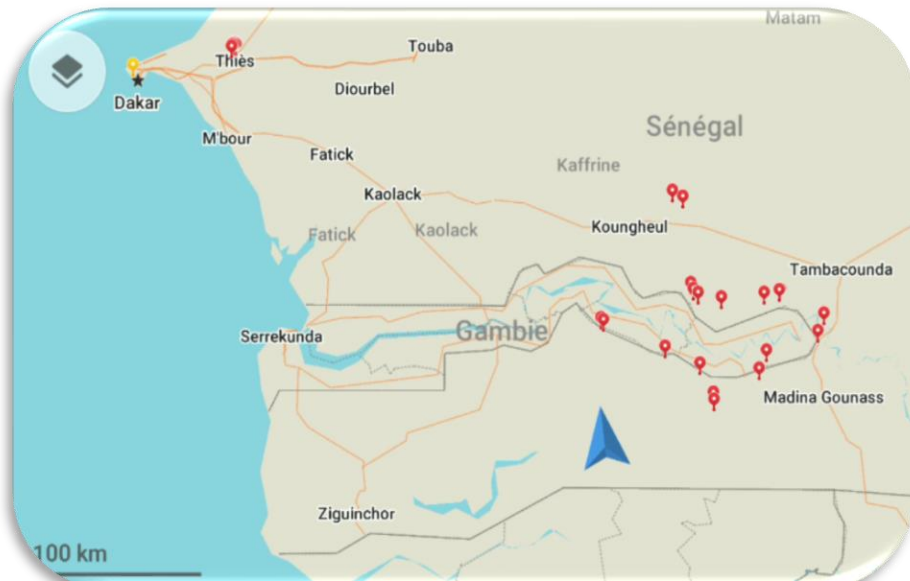 Matam
Touba
Thiès
Diourbel
Dakar
M'bour
Sénégal
Fatick
Kaffrine
Kaolack
Fatick
Kaolack
Koungheul
Tambacounda
Serrekunda
Gambie
Madina Gounass
Ziguinchor
100 km